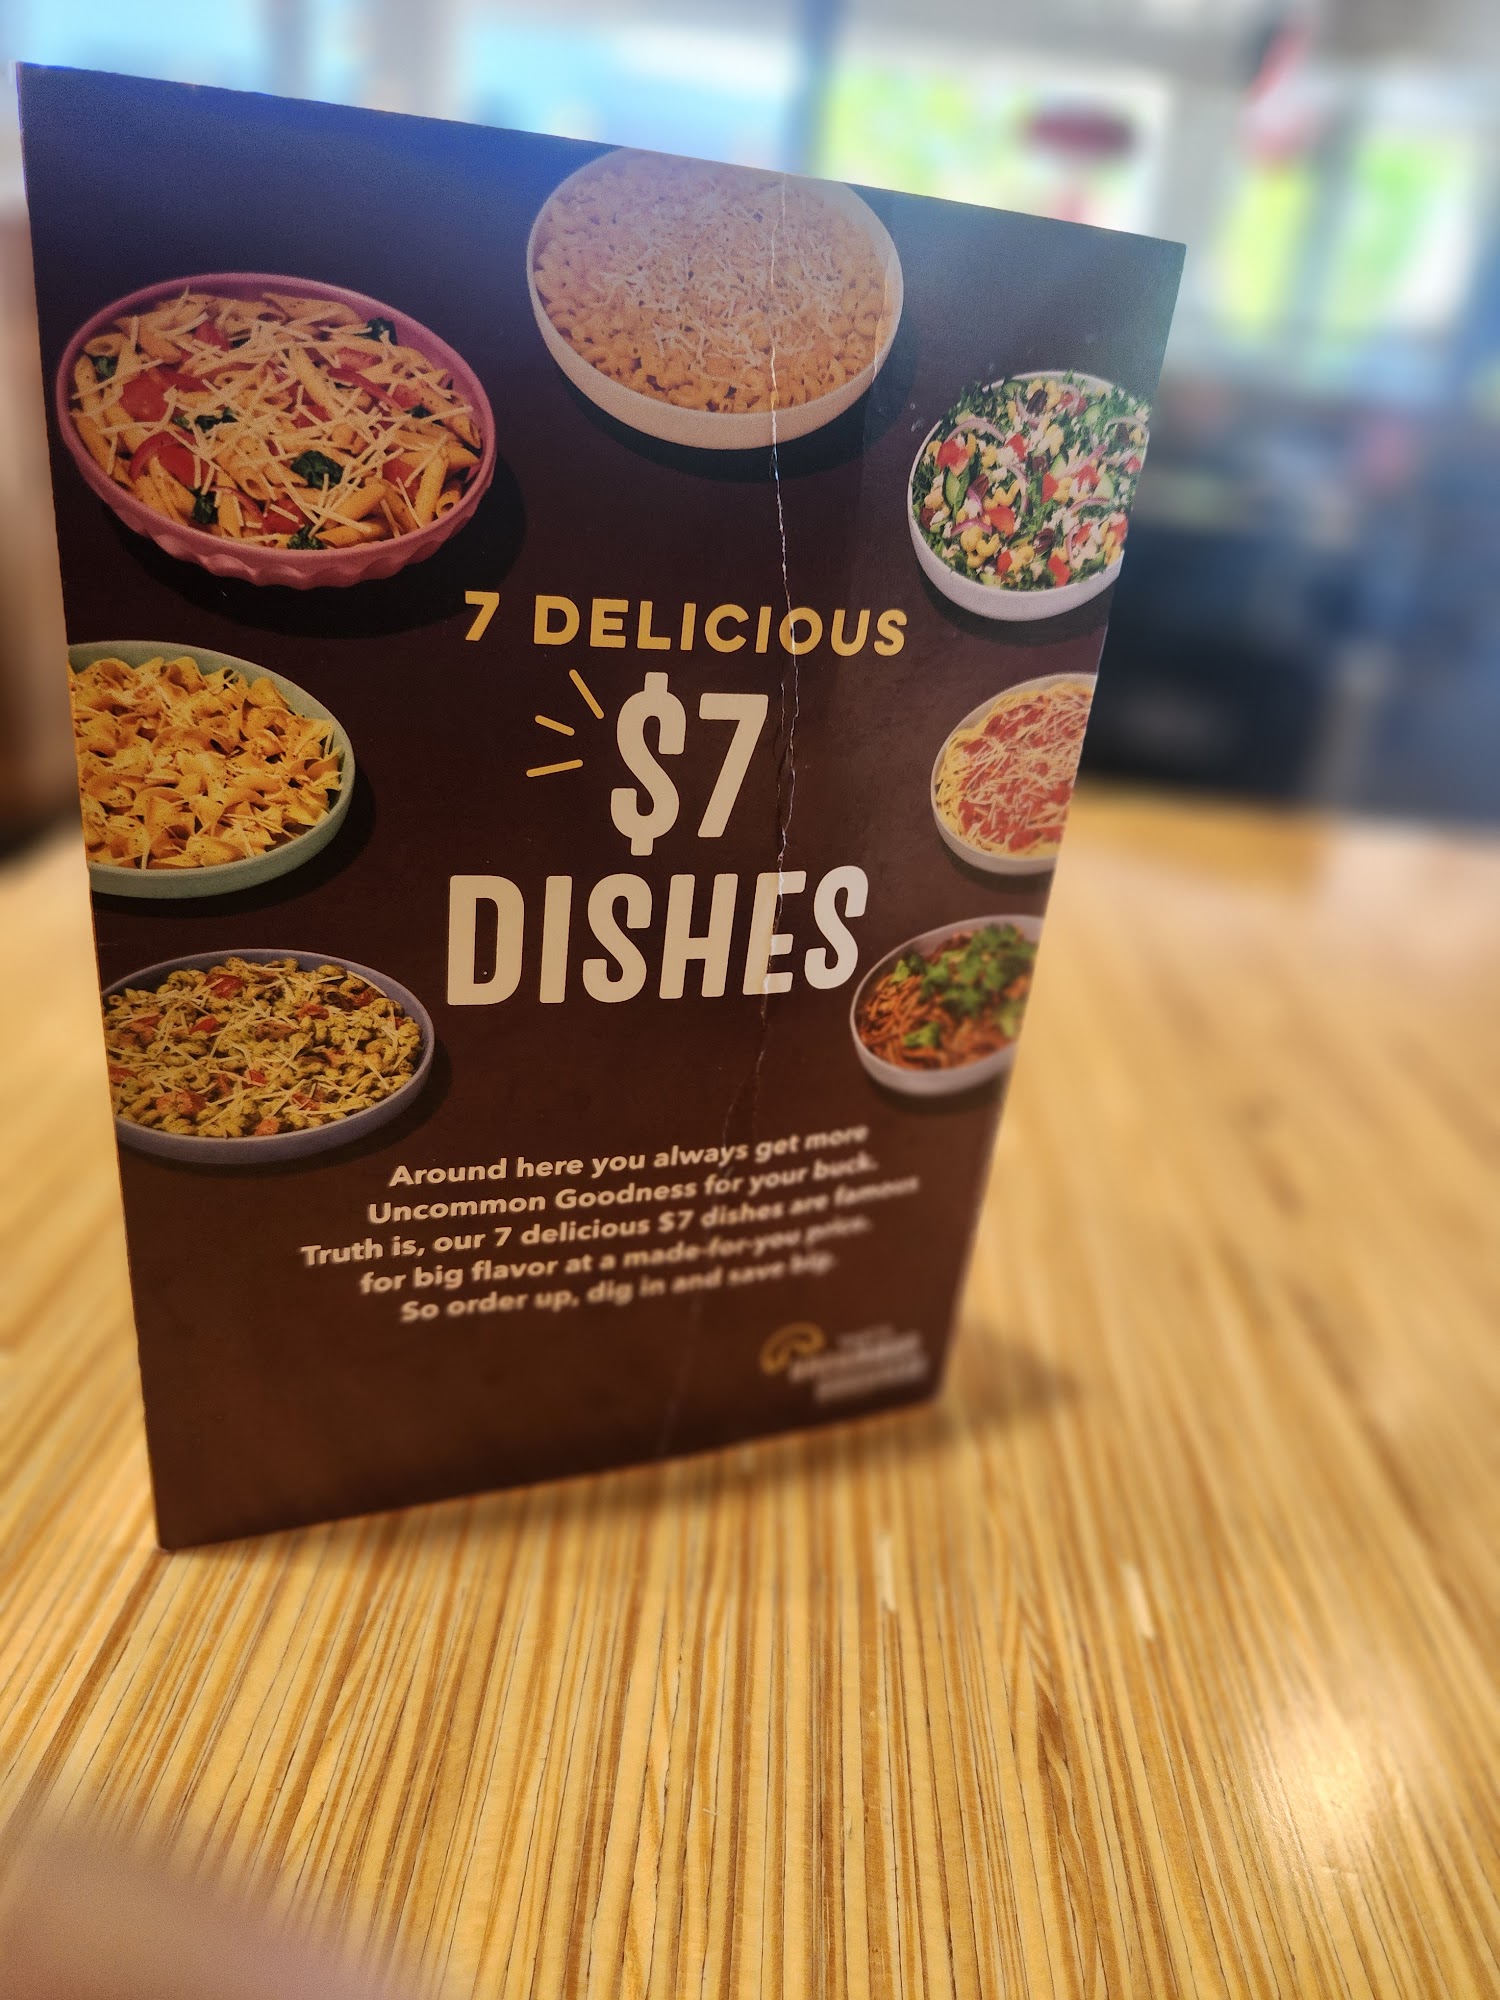 7 DELICIOUS
$7
DISHES
Around here you always get more
Uncommon Goodness for your buck.
Truth is, our 7 delicious $7 dishes are famous
for big flavor at a made-for-you price.
So order up, dig in and save big.